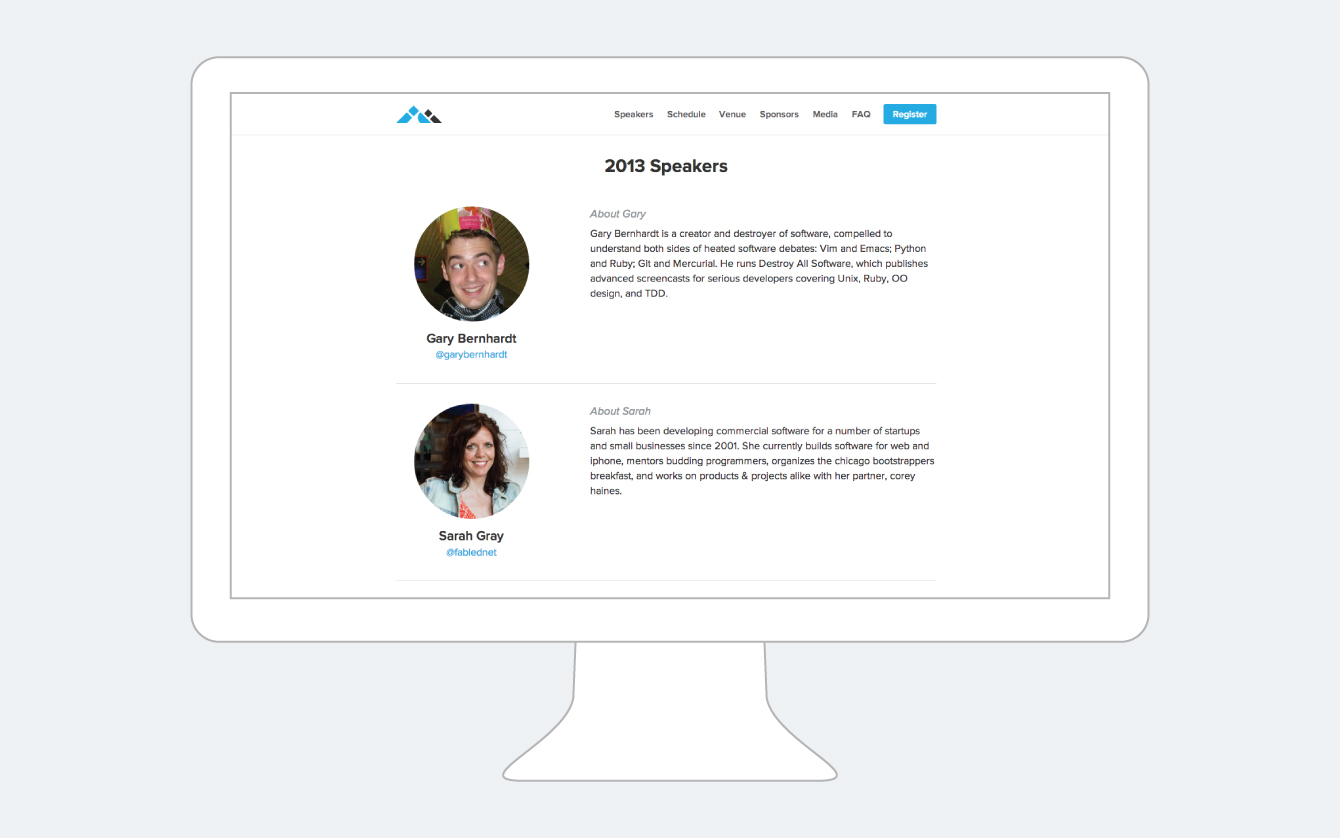 Speakers Schedule Venue Sponsors Media FAQ Register
2013 Speakers
About Gary
Gary Bernhardt is a creator and destroyer of software, compelled to
understand both sides of heated software debates: Vim and Emacs; Python
and Ruby; Git and Mercurial. He runs Destroy All Software, which publishes
advanced screencasts for serious developers covering Unix, Ruby, OO
design, and TDD.
Gary Bernhardt
@garybernhardt
About Sarah
Sarah has been developing commercial software for a number of startups
and small businesses since 2001. She currently builds software for web and
iphone, mentors budding programmers, organizes the chicago bootstrappers
breakfast, and works on products & projects alike with her partner, corey
haines.
Sarah Gray
@fablednet